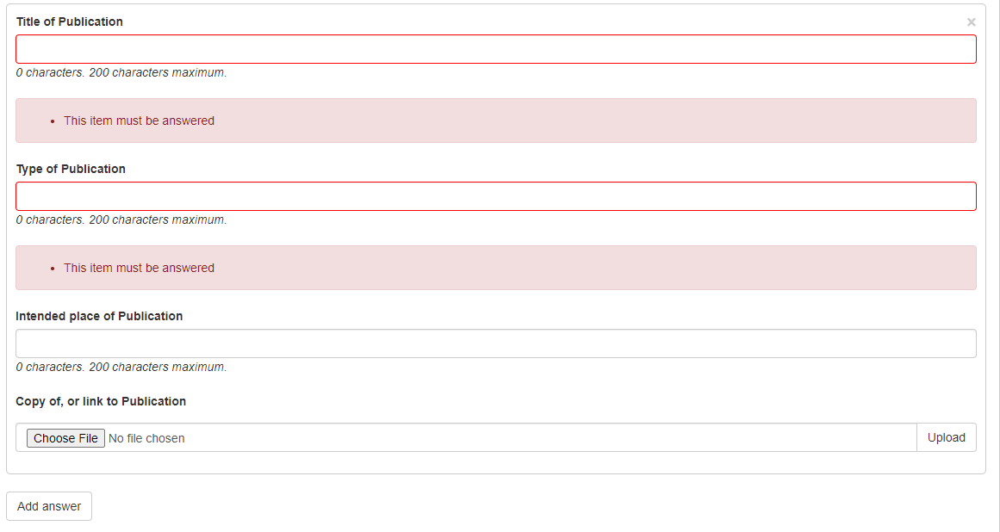 Title of Publication ×
0 characters. 200 characters maximum.
• This item must be answered
Type of Publication
0 characters. 200 characters maximum.
• This item must be answered
Intended place of Publication
0 characters. 200 characters maximum.
Copy of, or link to Publication
Choose File No file chosen Upload
Add answer